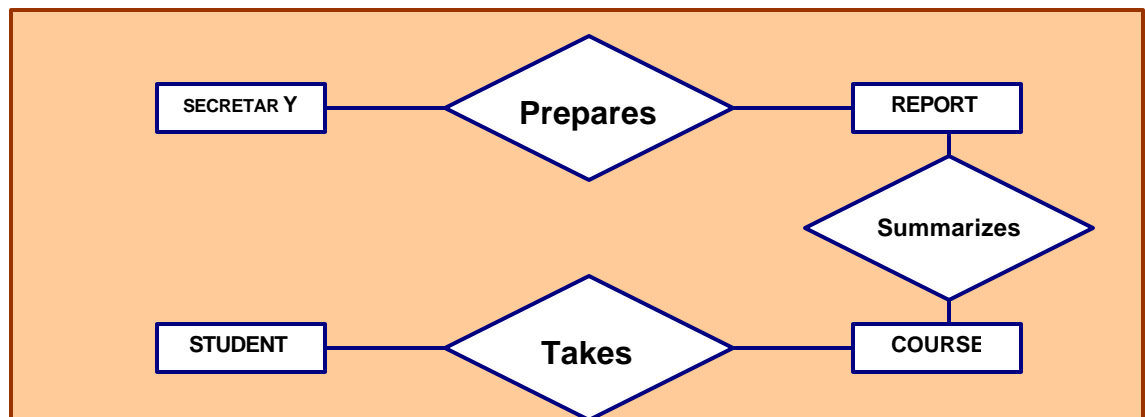 SECRETAR Y
Prepares
REPORT
Summarizes
STUDENT
Takes
COURSE